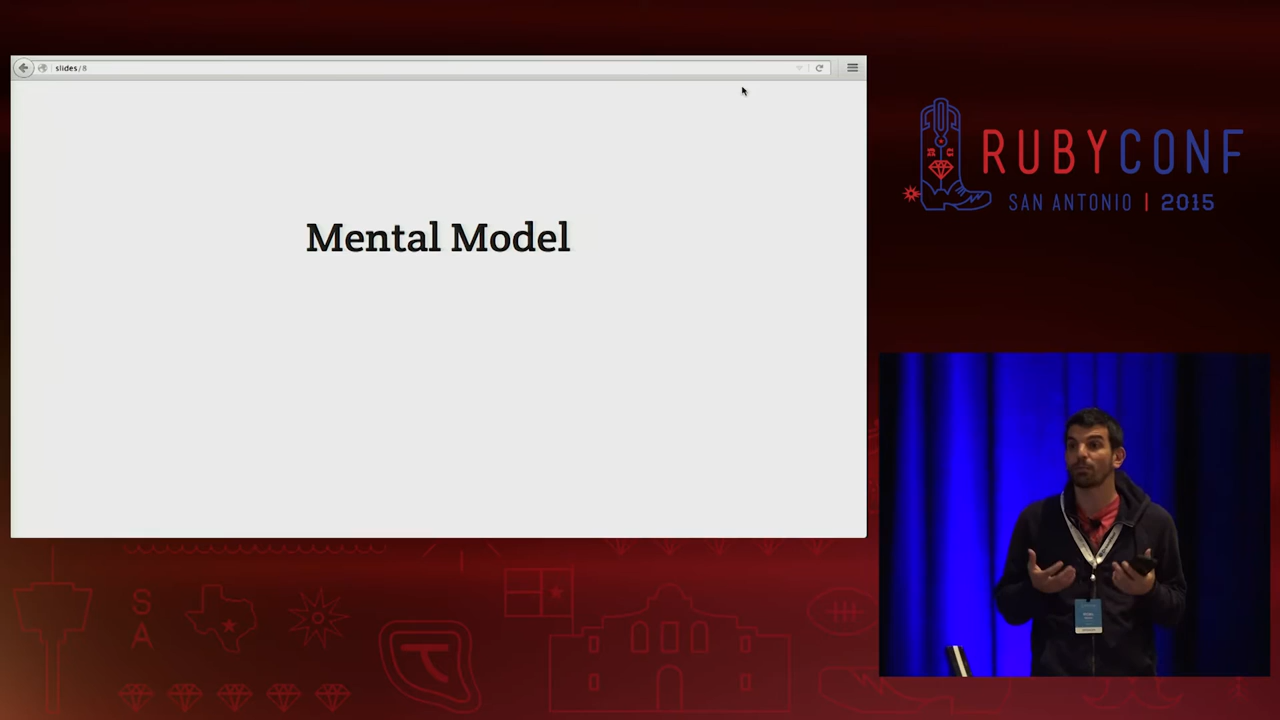 slides/8
Mental Model
RUBYCONF
SAN ANTONIO | 2015
S
A